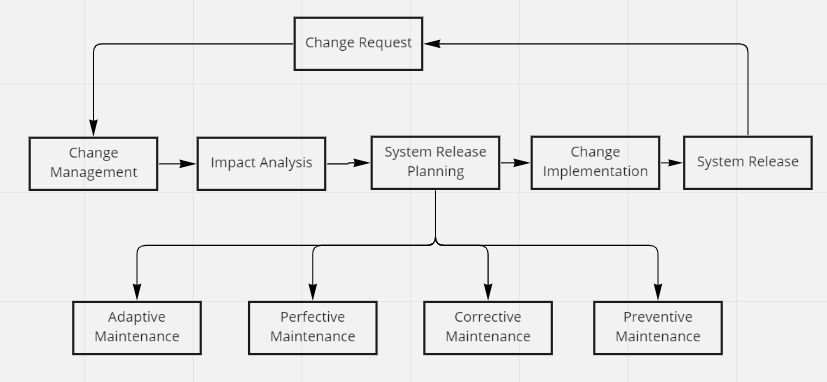 Change Request
Change
Management
Impact Analysis
System Release
Planning
Change
Implementation
System Release
Adaptive
Maintenance
Perfective
Maintenance
Corrective
Maintenance
Preventive
Maintenance